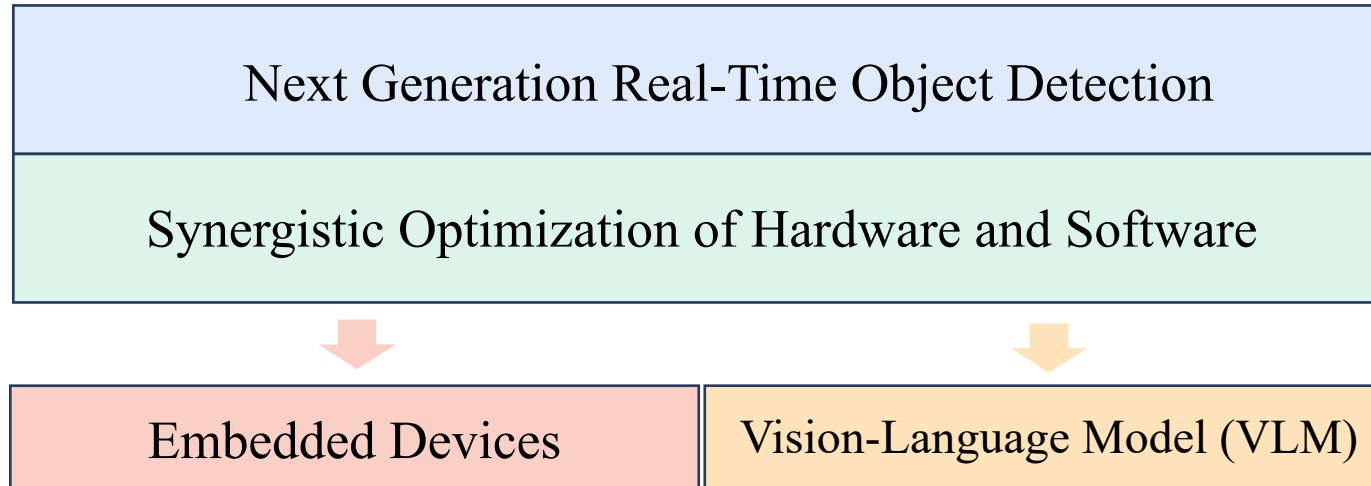 Next Generation Real-Time Object Detection
Synergistic Optimization of Hardware and Software
Embedded Devices
Vision-Language Model (VLM)